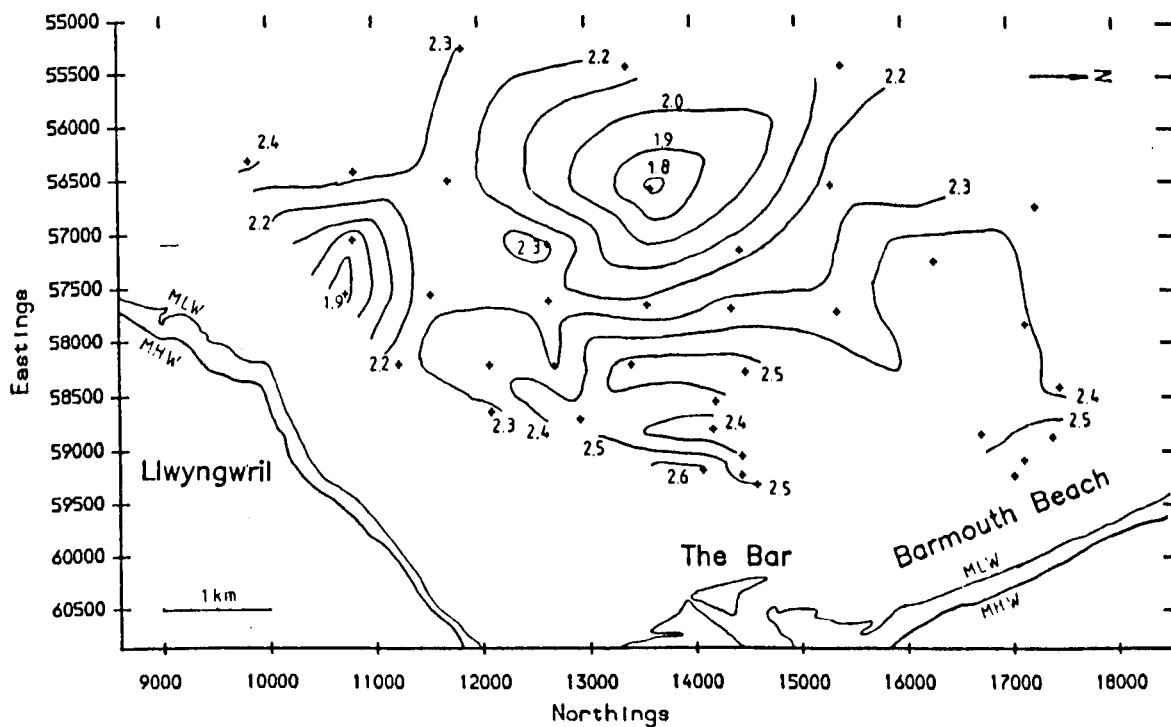 55000
55500
56000
56500
57000
57500
58000
58500
59000
59500
60000
60500
Eastings
2.3
2.2
2.2
N
2.0
2.4
1.9
1.8
2.3
2.2
2.3
1.9
MLW
MHW
2.2
2.5
2.3
2.4
2.4
2.4
2.5
2.5
2.6
2.5
Llwyngwril
Barmouth Beach
The Bar
MLW
MHW
1km
9000 10000 11000 12000 13000 14000 15000 16000 17000 18000
Northings